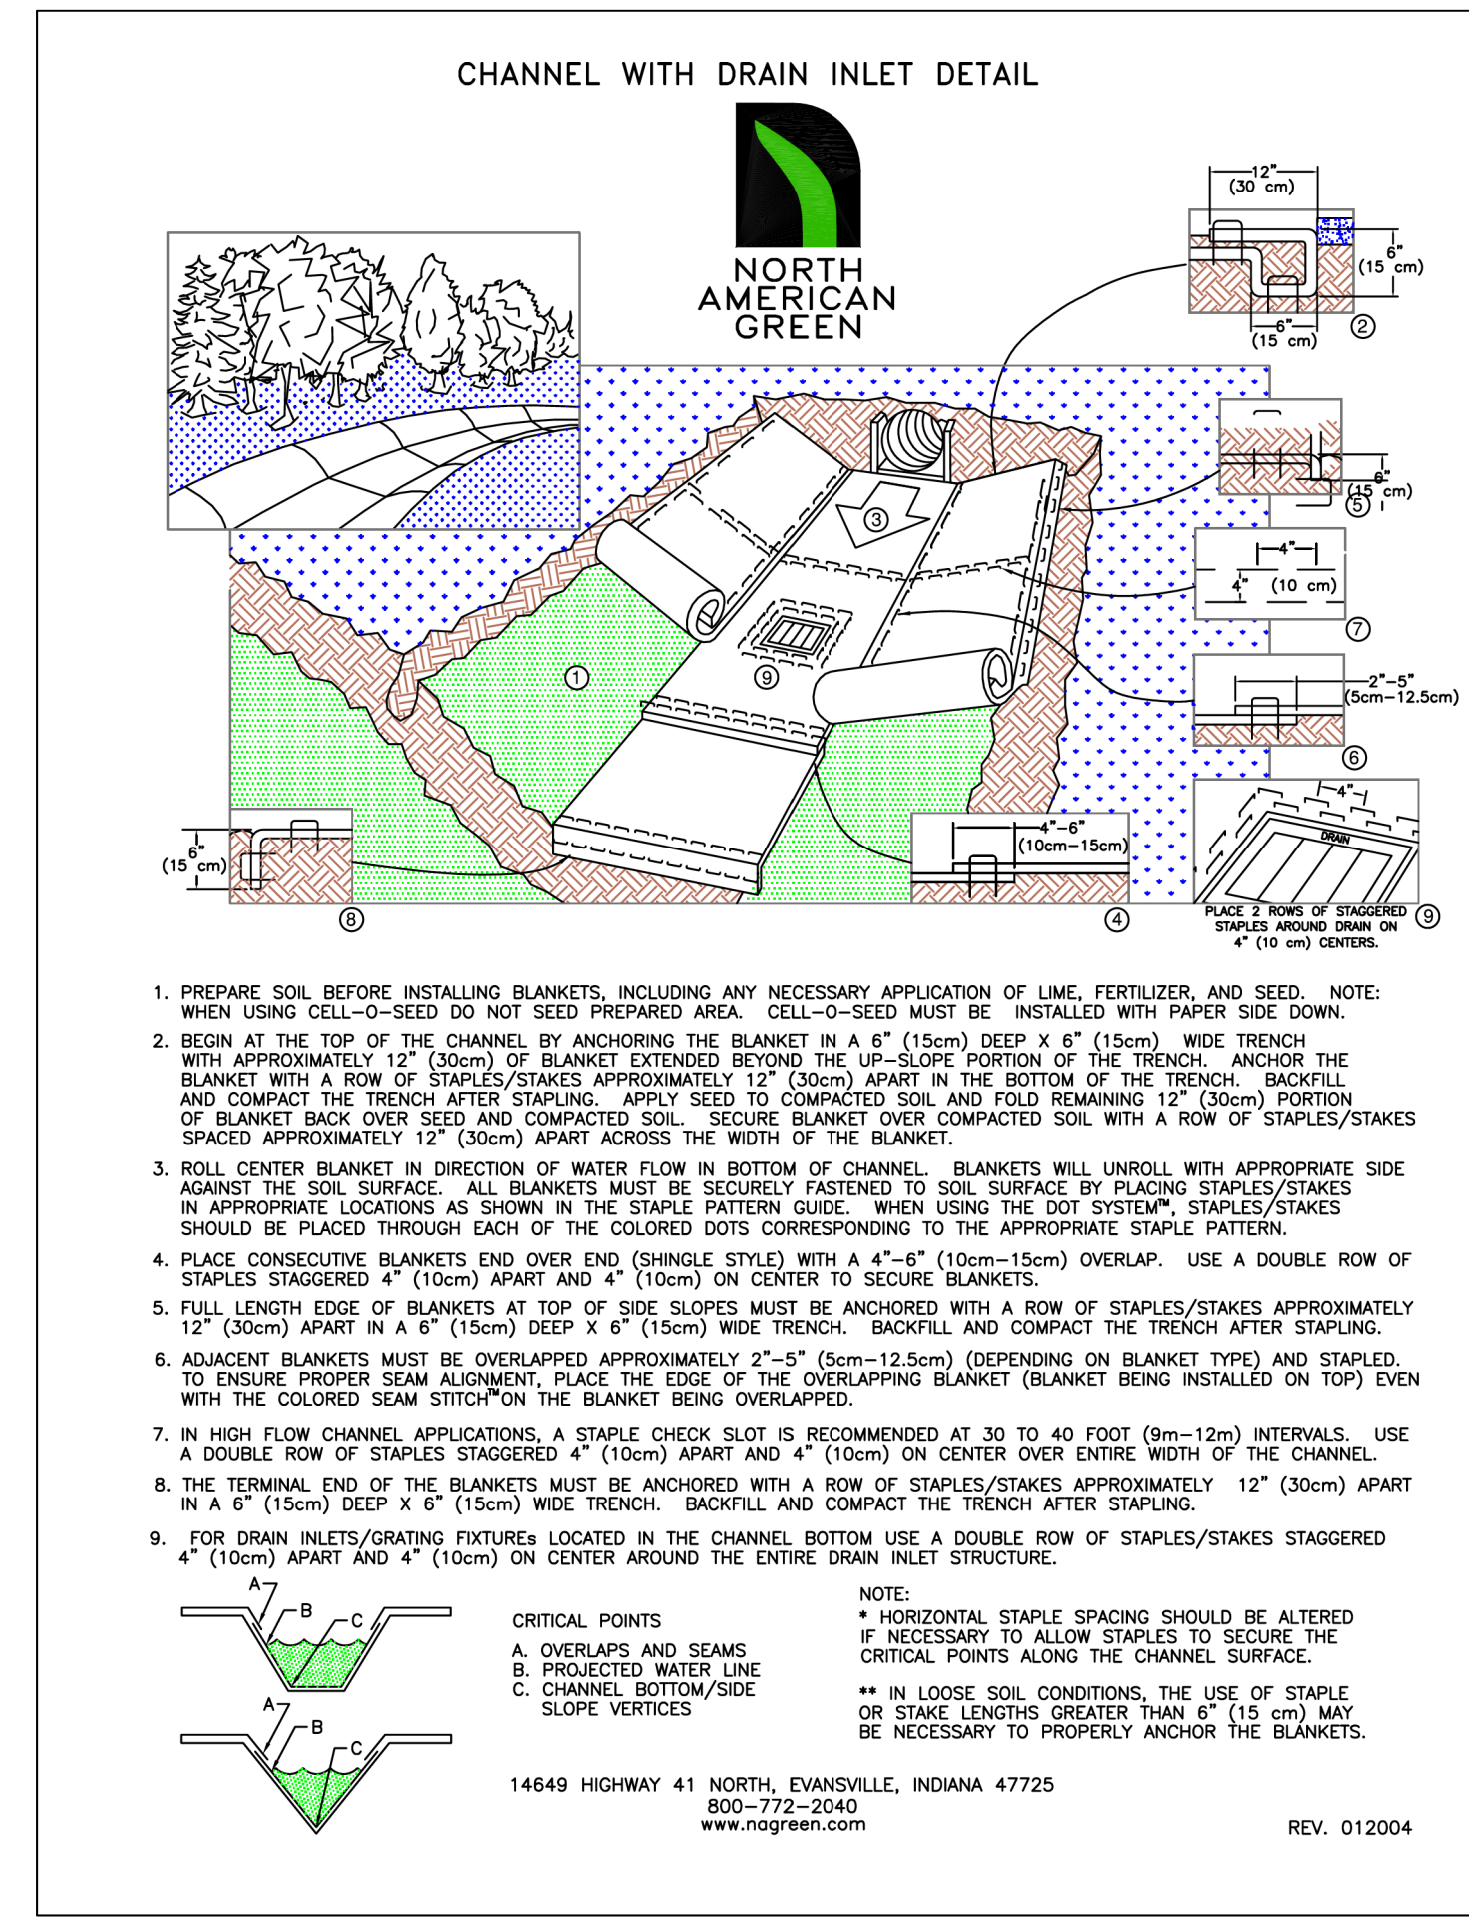 CHANNEL WITH DRAIN INLET DETAIL
NORTH
AMERICAN
GREEN
12"
(30 cm)
6"
(15 cm)
6"
(15 cm)
2
6"
(15 cm)
5
4"
4"
(10 cm)
7
2"-5"
(5cm-12.5cm)
6
4"
DRAIN
PLACE 2 ROWS OF STAGGERED
STAPLES AROUND DRAIN ON
4" (10 cm) CENTERS.
9
3
1
9
6"
(15 cm)
8
4"-6"
(10cm-15cm)
4
1. PREPARE SOIL BEFORE INSTALLING BLANKETS, INCLUDING ANY NECESSARY APPLICATION OF LIME, FERTILIZER, AND SEED. NOTE:
WHEN USING CELL-O-SEED DO NOT SEED PREPARED AREA. CELL-O-SEED MUST BE INSTALLED WITH PAPER SIDE DOWN.
2. BEGIN AT THE TOP OF THE CHANNEL BY ANCHORING THE BLANKET IN A 6" (15cm) DEEP X 6" (15cm) WIDE TRENCH
WITH APPROXIMATELY 12" (30cm) OF BLANKET EXTENDED BEYOND THE UP-SLOPE PORTION OF THE TRENCH. ANCHOR THE
BLANKET WITH A ROW OF STAPLES/STAKES APPROXIMATELY 12" (30cm) APART IN THE BOTTOM OF THE TRENCH. BACKFILL
AND COMPACT THE TRENCH AFTER STAPLING. APPLY SEED TO COMPACTED SOIL AND FOLD REMAINING 12" (30cm) PORTION
OF BLANKET BACK OVER SEED AND COMPACTED SOIL. SECURE BLANKET OVER COMPACTED SOIL WITH A ROW OF STAPLES/STAKES
SPACED APPROXIMATELY 12" (30cm) APART ACROSS THE WIDTH OF THE BLANKET.
3. ROLL CENTER BLANKET IN DIRECTION OF WATER FLOW IN BOTTOM OF CHANNEL. BLANKETS WILL UNROLL WITH APPROPRIATE SIDE
AGAINST THE SOIL SURFACE. ALL BLANKETS MUST BE SECURELY FASTENED TO SOIL SURFACE BY PLACING STAPLES/STAKES
IN APPROPRIATE LOCATIONS AS SHOWN IN THE STAPLE PATTERN GUIDE. WHEN USING THE DOT SYSTEM™, STAPLES/STAKES
SHOULD BE PLACED THROUGH EACH OF THE COLORED DOTS CORRESPONDING TO THE APPROPRIATE STAPLE PATTERN.
4. PLACE CONSECUTIVE BLANKETS END OVER END (SHINGLE STYLE) WITH A 4"-6" (10cm-15cm) OVERLAP. USE A DOUBLE ROW OF
STAPLES STAGGERED 4" (10cm) APART AND 4" (10cm) ON CENTER TO SECURE BLANKETS.
5. FULL LENGTH EDGE OF BLANKETS AT TOP OF SIDE SLOPES MUST BE ANCHORED WITH A ROW OF STAPLES/STAKES APPROXIMATELY
12" (30cm) APART IN A 6" (15cm) DEEP X 6" (15cm) WIDE TRENCH. BACKFILL AND COMPACT THE TRENCH AFTER STAPLING.
6. ADJACENT BLANKETS MUST BE OVERLAPPED APPROXIMATELY 2"-5" (5cm-12.5cm) (DEPENDING ON BLANKET TYPE) AND STAPLED.
TO ENSURE PROPER SEAM ALIGNMENT, PLACE THE EDGE OF THE OVERLAPPING BLANKET (BLANKET BEING INSTALLED ON TOP) EVEN
WITH THE COLORED SEAM STITCH™ ON THE BLANKET BEING OVERLAPPED.
7. IN HIGH FLOW CHANNEL APPLICATIONS, A STAPLE CHECK SLOT IS RECOMMENDED AT 30 TO 40 FOOT (9m-12m) INTERVALS. USE
A DOUBLE ROW OF STAPLES STAGGERED 4" (10cm) APART AND 4" (10cm) ON CENTER OVER ENTIRE WIDTH OF THE CHANNEL.
8. THE TERMINAL END OF THE BLANKETS MUST BE ANCHORED WITH A ROW OF STAPLES/STAKES APPROXIMATELY 12" (30cm) APART
IN A 6" (15cm) DEEP X 6" (15cm) WIDE TRENCH. BACKFILL AND COMPACT THE TRENCH AFTER STAPLING.
9. FOR DRAIN INLETS/GRATING FIXTUREs LOCATED IN THE CHANNEL BOTTOM USE A DOUBLE ROW OF STAPLES/STAKES STAGGERED
4" (10cm) APART AND 4" (10cm) ON CENTER AROUND THE ENTIRE DRAIN INLET STRUCTURE.
A
B
C
A
B
C
CRITICAL POINTS
A. OVERLAPS AND SEAMS
B. PROJECTED WATER LINE
C. CHANNEL BOTTOM/SIDE
SLOPE VERTICES
NOTE:
* HORIZONTAL STAPLE SPACING SHOULD BE ALTERED
IF NECESSARY TO ALLOW STAPLES TO SECURE THE
CRITICAL POINTS ALONG THE CHANNEL SURFACE.
** IN LOOSE SOIL CONDITIONS, THE USE OF STAPLE
OR STAKE LENGTHS GREATER THAN 6" (15 cm) MAY
BE NECESSARY TO PROPERLY ANCHOR THE BLANKETS.
14649 HIGHWAY 41 NORTH, EVANSVILLE, INDIANA 47725
800-772-2040
www.nagreen.com
REV. 012004